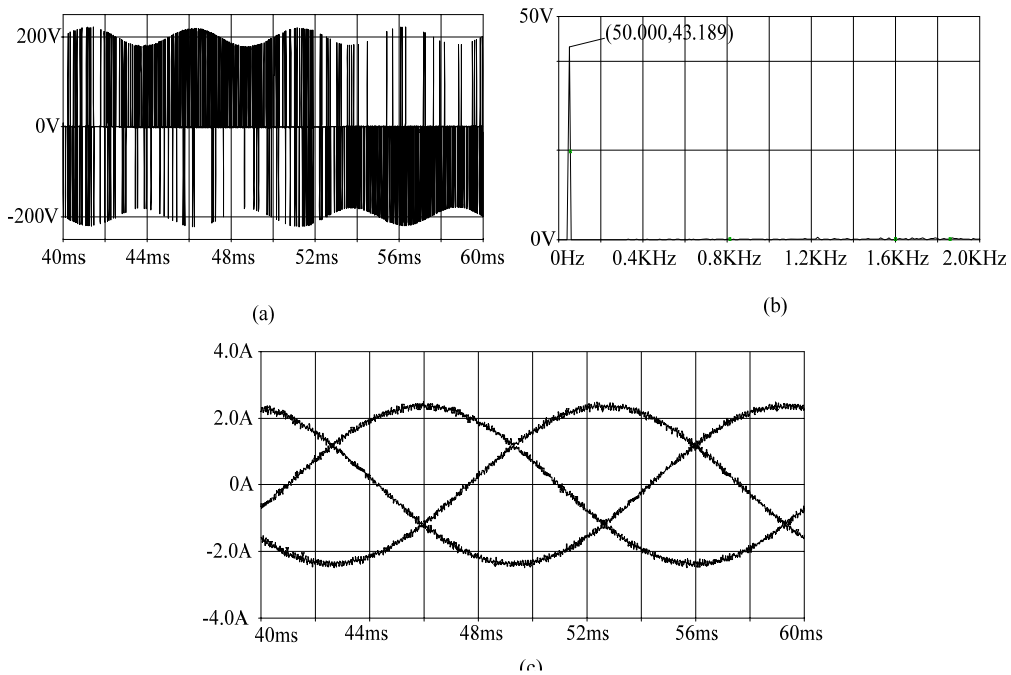 200V
0V
-200V
40ms 44ms 48ms 52ms 56ms 60ms
(a)
50V
(50.000,43.189)
0V
0Hz 0.4KHz 0.8KHz 1.2KHz 1.6KHz 2.0KHz
(b)
4.0A
2.0A
0A
-2.0A
-4.0A
40ms 44ms 48ms 52ms 56ms 60ms
(c)